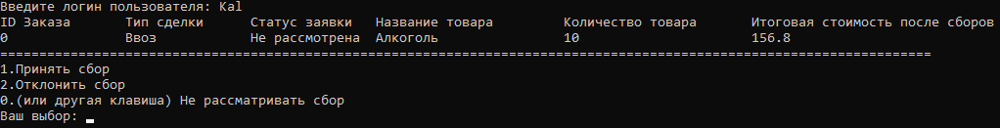 Введите логин пользователя: Kal
ID Заказа Тип сделки Статус заявки Название товара Количество товара Итоговая стоимость после сборов
0 Ввоз Не рассмотрена Алкоголь 10 156.8
=======================================================================================================================
1.Принять сбор
2.Отклонить сбор
0.(или другая клавиша) Не рассматривать сбор
Ваш выбор: _